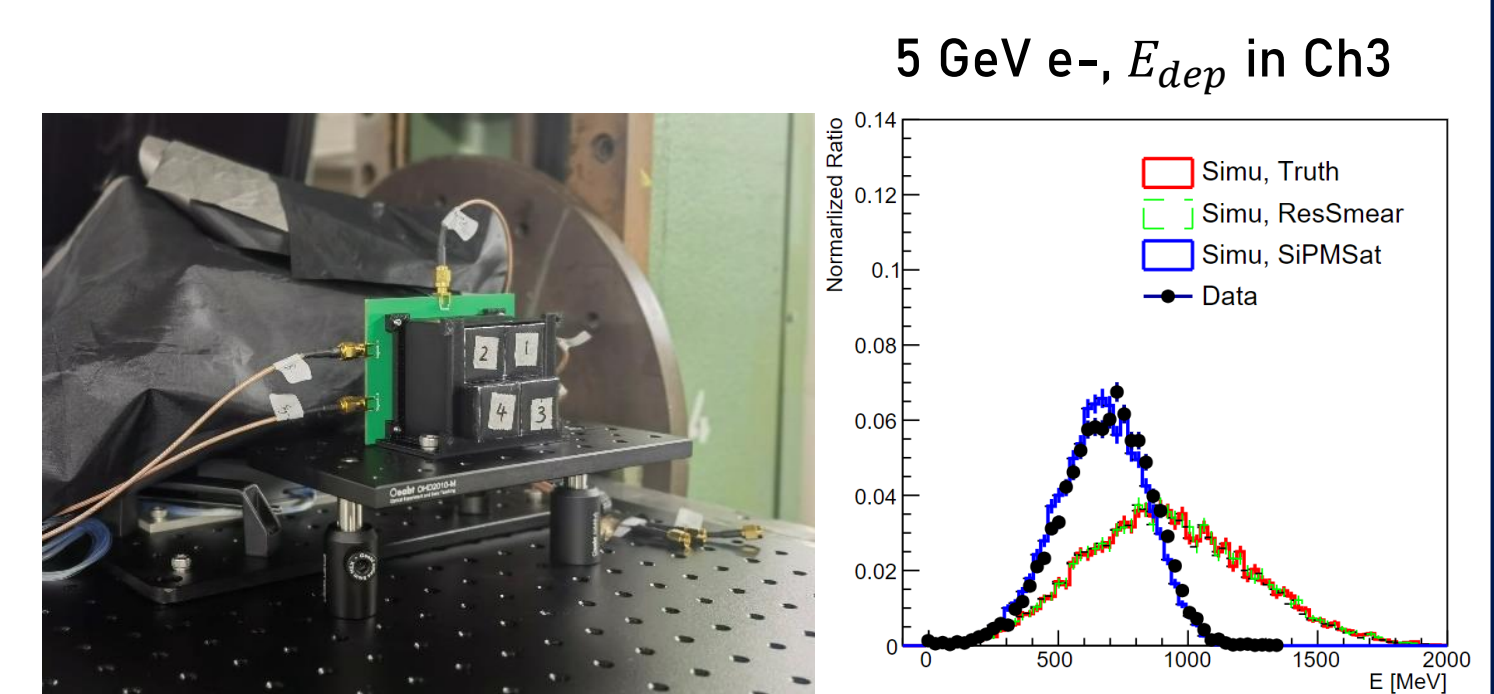 5 GeV e-, E_dep in Ch3
2 1
4 3
OHD2010-M
Normarlized Ratio
0.14
0.12
0.1
0.08
0.06
0.04
0.02
0
Simu, Truth
Simu, ResSmear
Simu, SiPMSat
Data
0 500 1000 1500 2000
E [MeV]